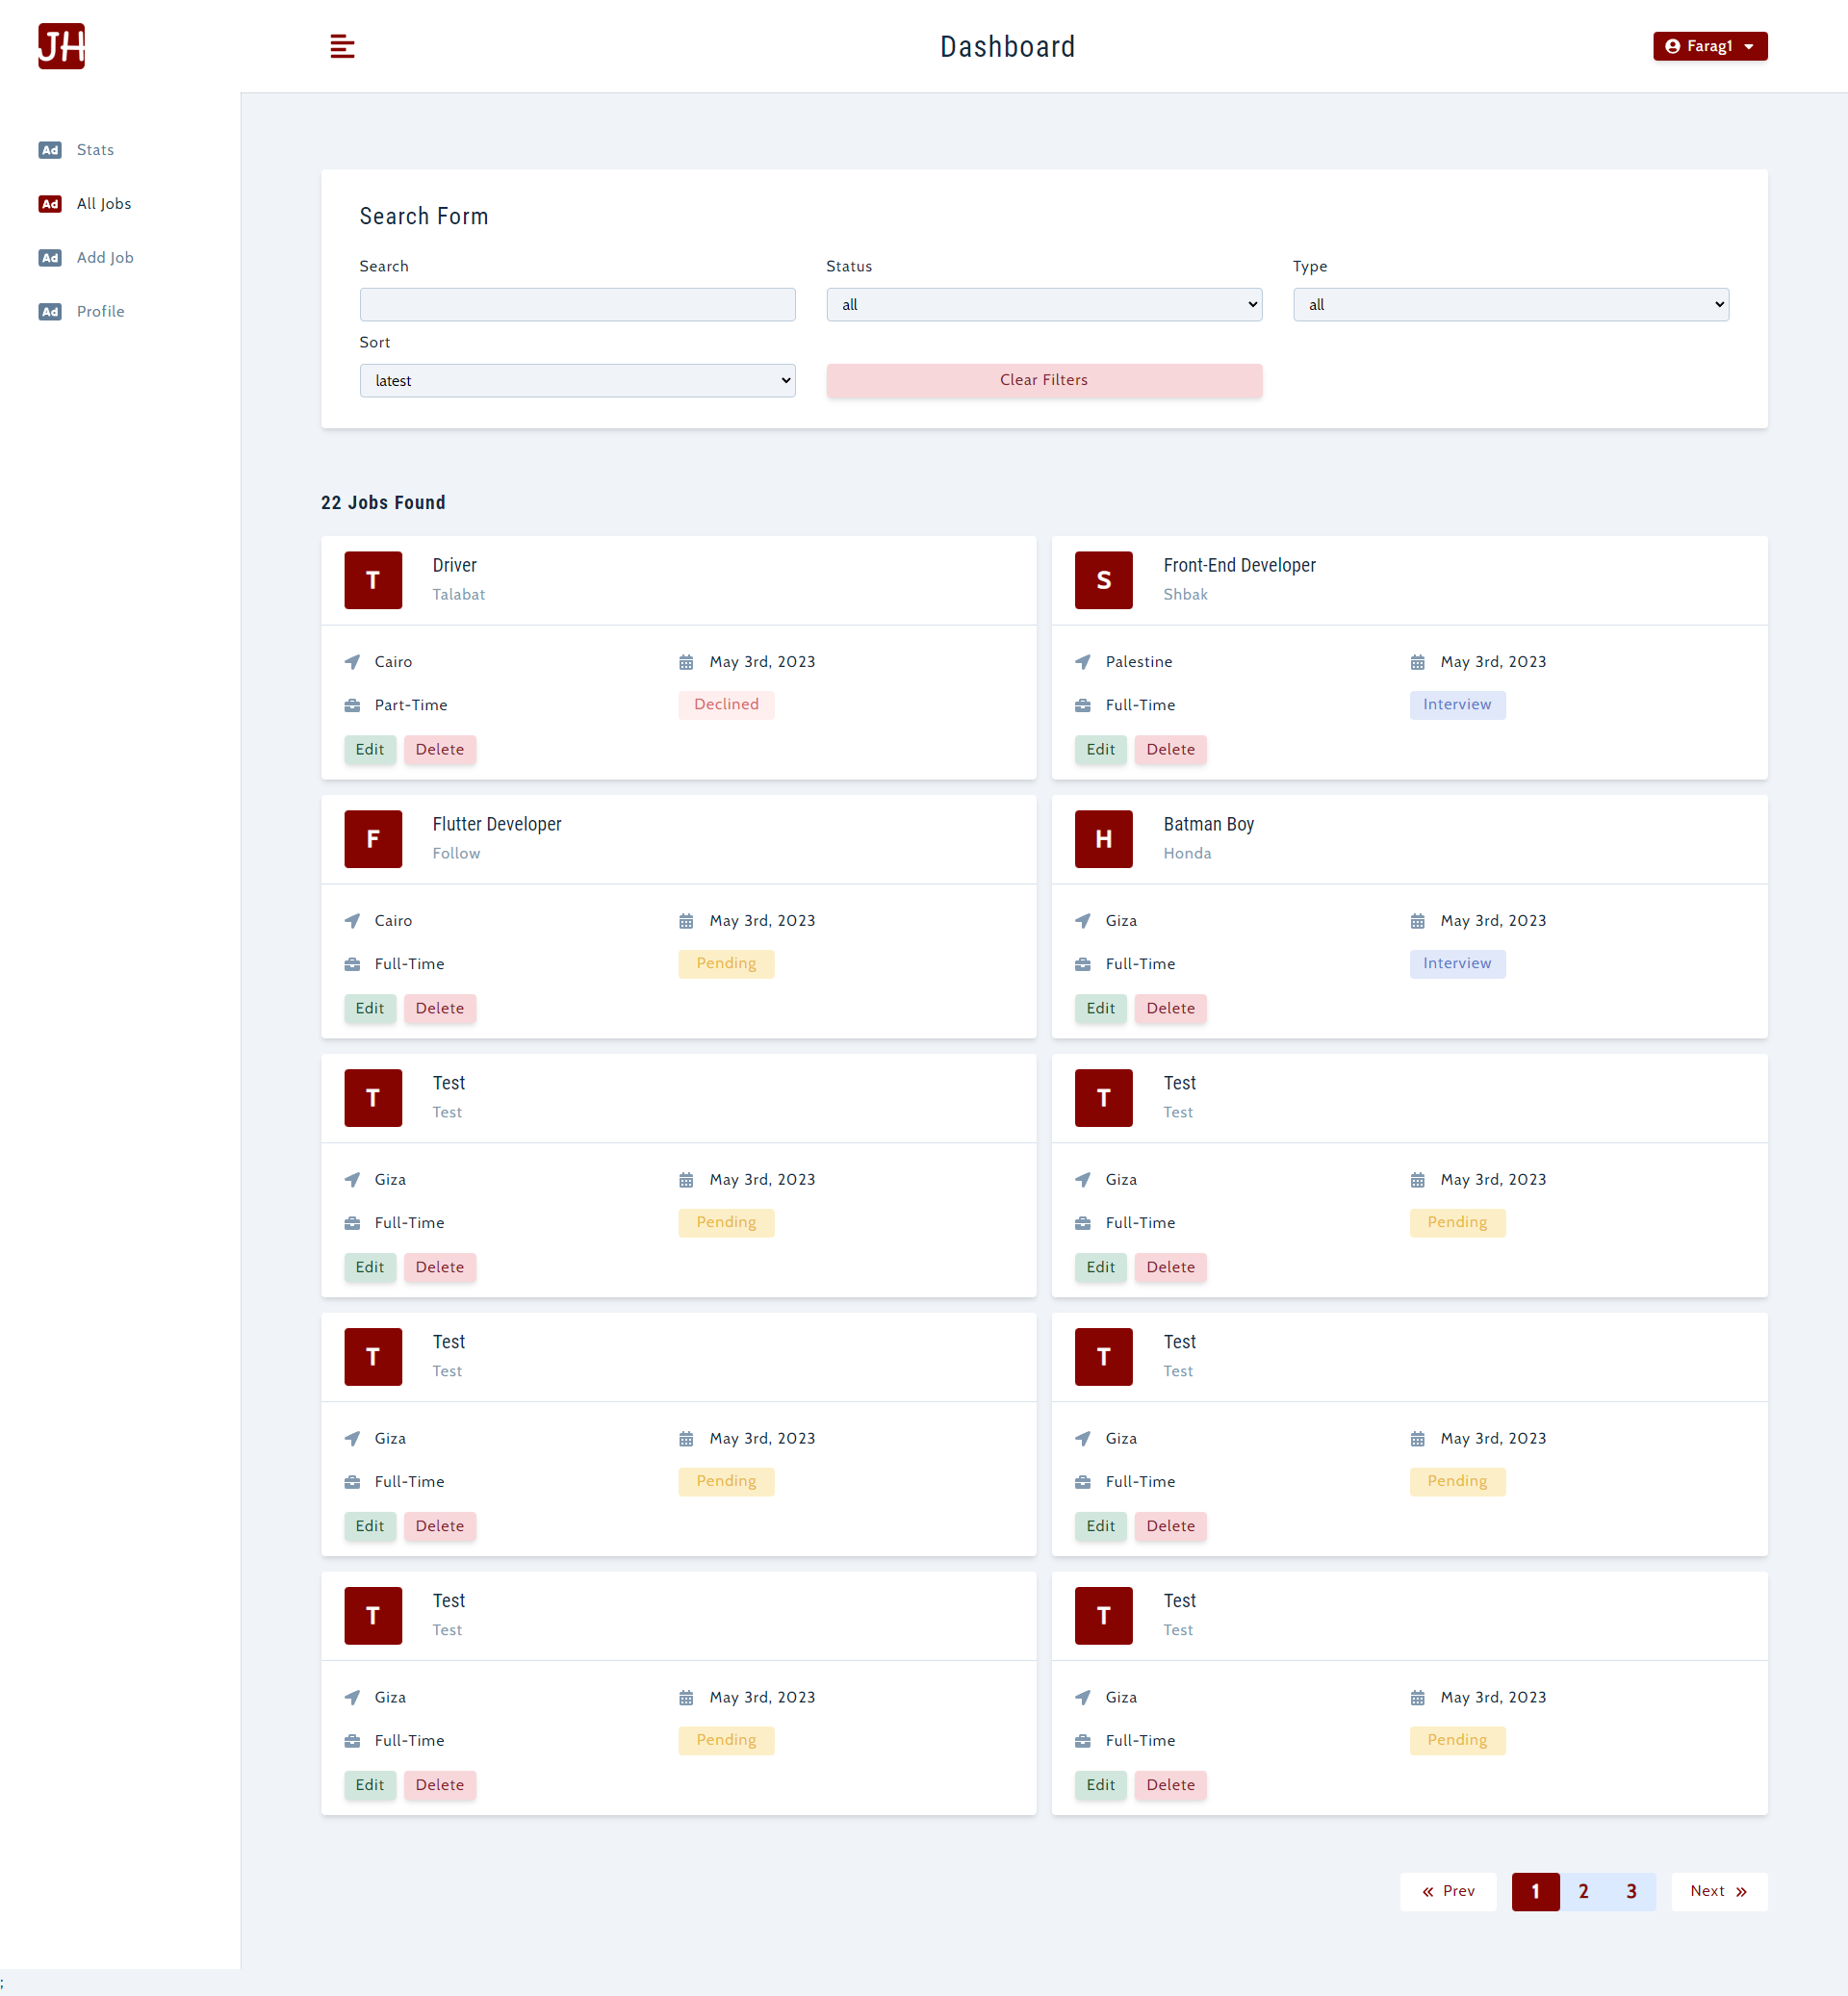 JH
Dashboard
Farag1
Ad Stats
Ad All Jobs
Ad Add Job
Ad Profile
Search Form
Search Status Type
all all
Sort
latest Clear Filters
22 Jobs Found
T Driver
Talabat
Cairo May 3rd, 2023
Part-Time Declined
Edit Delete
S Front-End Developer
Shbak
Palestine May 3rd, 2023
Full-Time Interview
Edit Delete
F Flutter Developer
Follow
Cairo May 3rd, 2023
Full-Time Pending
Edit Delete
H Batman Boy
Honda
Giza May 3rd, 2023
Full-Time Interview
Edit Delete
T Test
Test
Giza May 3rd, 2023
Full-Time Pending
Edit Delete
T Test
Test
Giza May 3rd, 2023
Full-Time Pending
Edit Delete
T Test
Test
Giza May 3rd, 2023
Full-Time Pending
Edit Delete
T Test
Test
Giza May 3rd, 2023
Full-Time Pending
Edit Delete
T Test
Test
Giza May 3rd, 2023
Full-Time Pending
Edit Delete
T Test
Test
Giza May 3rd, 2023
Full-Time Pending
Edit Delete
« Prev 1 2 3 Next »
;